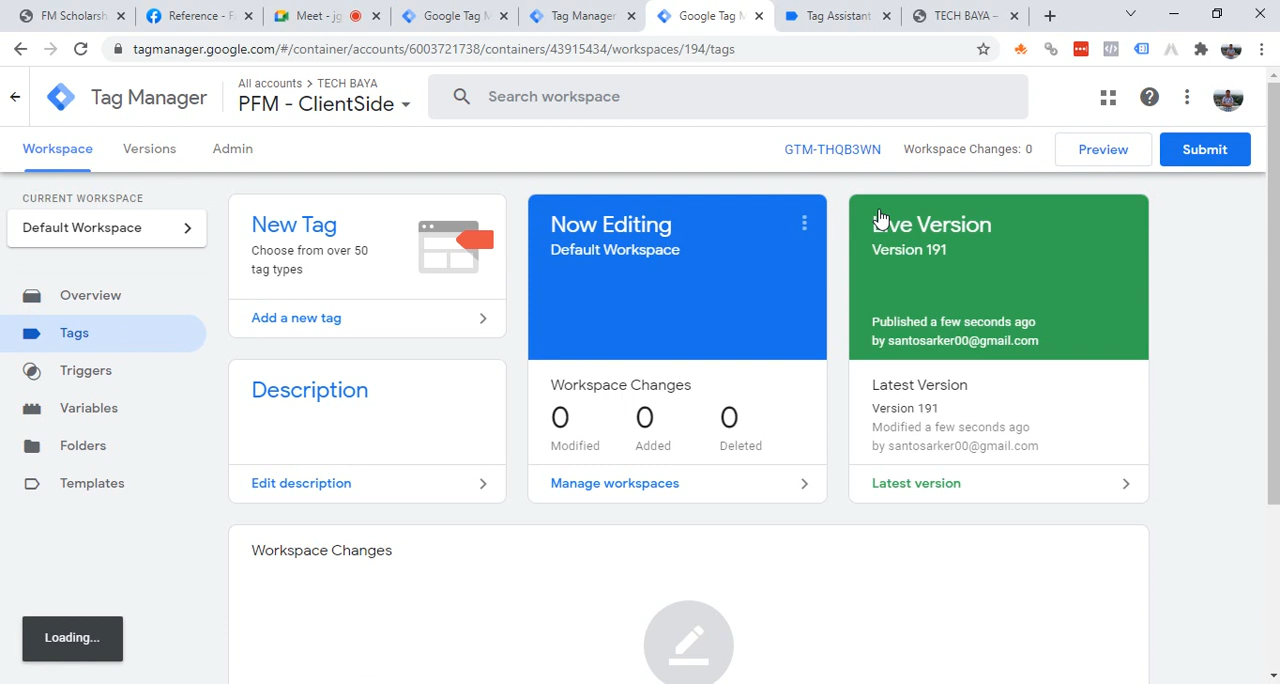 FM Scholarsh
Reference - F
Meet - jg
Google Tag M
Tag Manager
Google Tag M
Tag Assistant
TECH BAYA –
tagmanager.google.com/#/container/accounts/6003721738/containers/43915434/workspaces/194/tags
Tag Manager
All accounts > TECH BAYA
PFM - ClientSide
Search workspace
Workspace
Versions
Admin
GTM-THQB3WN
Workspace Changes: 0
Preview
Submit
CURRENT WORKSPACE
Default Workspace
Overview
Tags
Triggers
Variables
Folders
Templates
New Tag
Choose from over 50
tag types
Add a new tag
Description
Edit description
Now Editing
Default Workspace
Workspace Changes
0 0 0
Modified Added Deleted
Manage workspaces
Live Version
Version 191
Published a few seconds ago
by santosarker00@gmail.com
Latest Version
Version 191
Modified a few seconds ago
by santosarker00@gmail.com
Latest version
Workspace Changes
Loading...